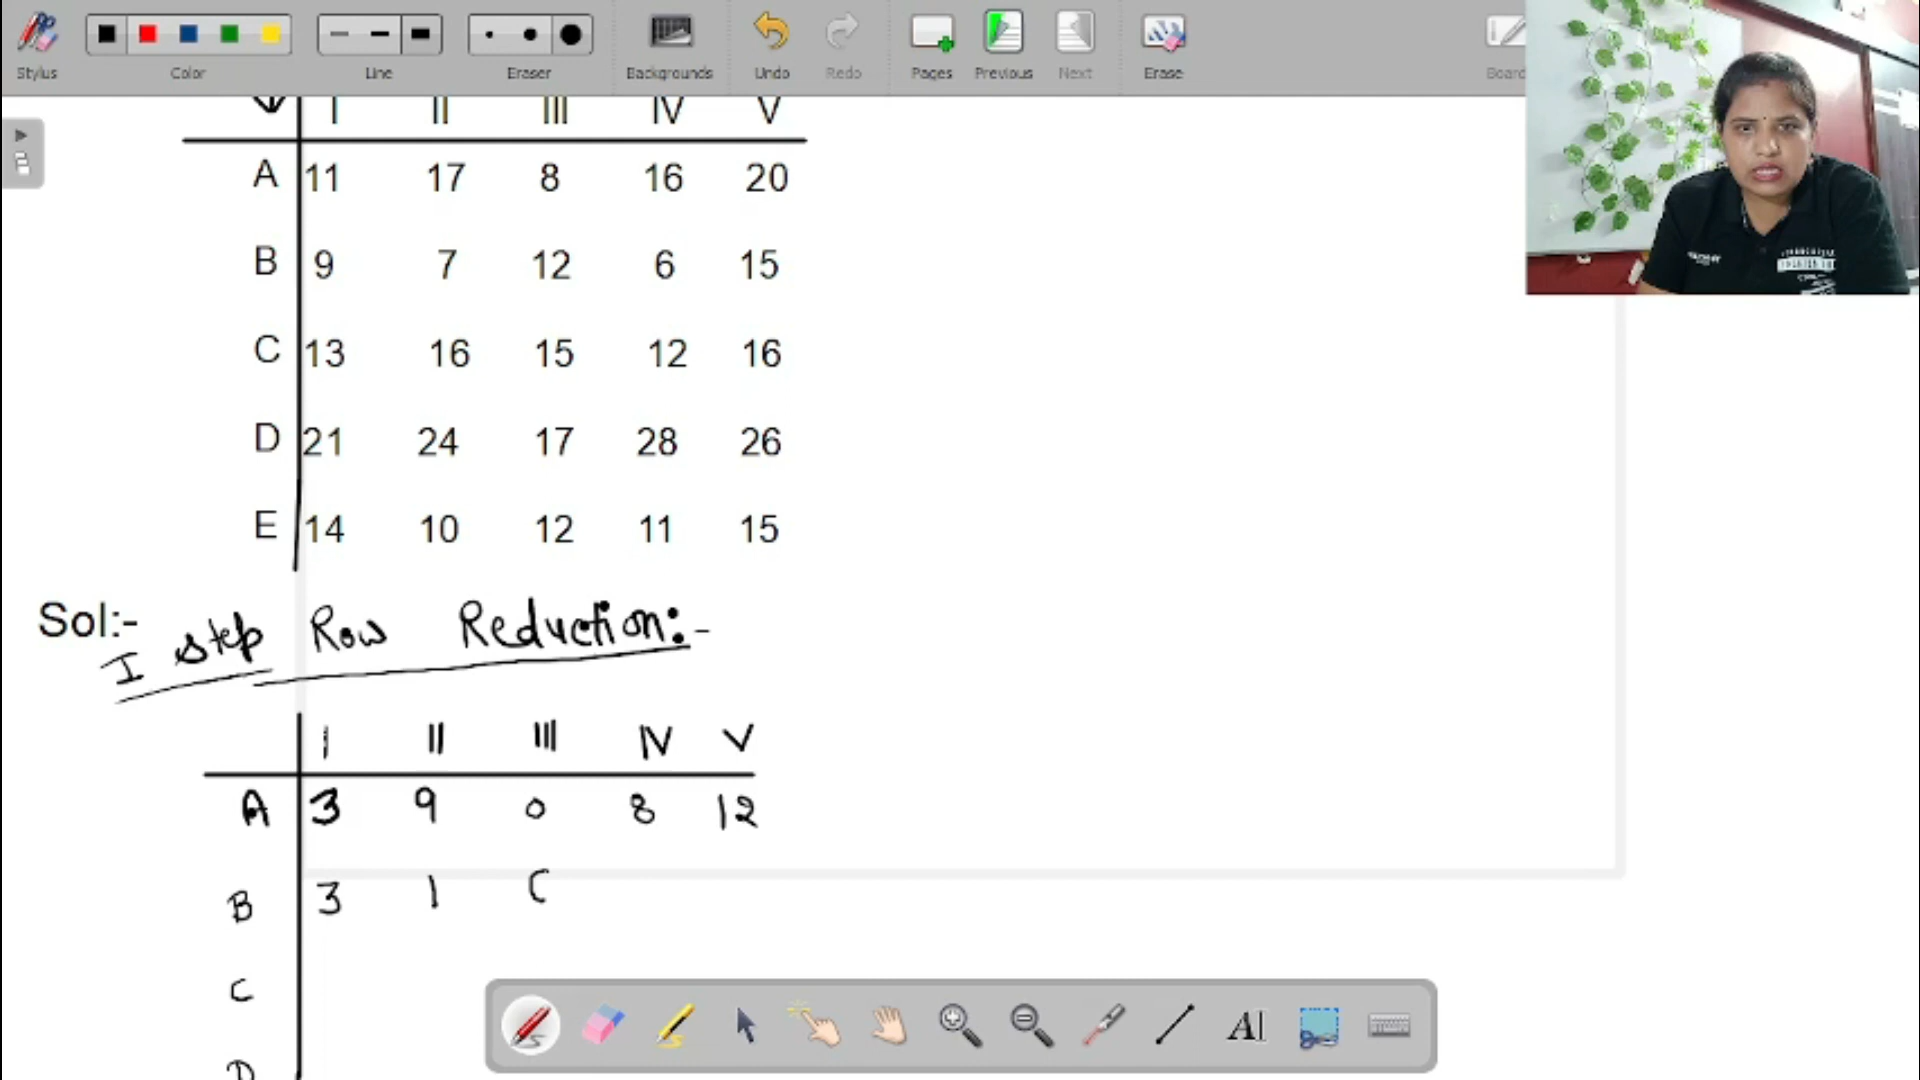 Stylus Color Line Eraser Backgrounds Undo Redo Pages Previous Next Erase Board
I II III IV V
A 11 17 8 16 20
B 9 7 12 6 15
C 13 16 15 12 16
D 21 24 17 28 26
E 14 10 12 11 15
Sol:-
I step Row Reduction:-
I II III IV V
A 3 9 0 8 12
B 3 1
C
D
AI